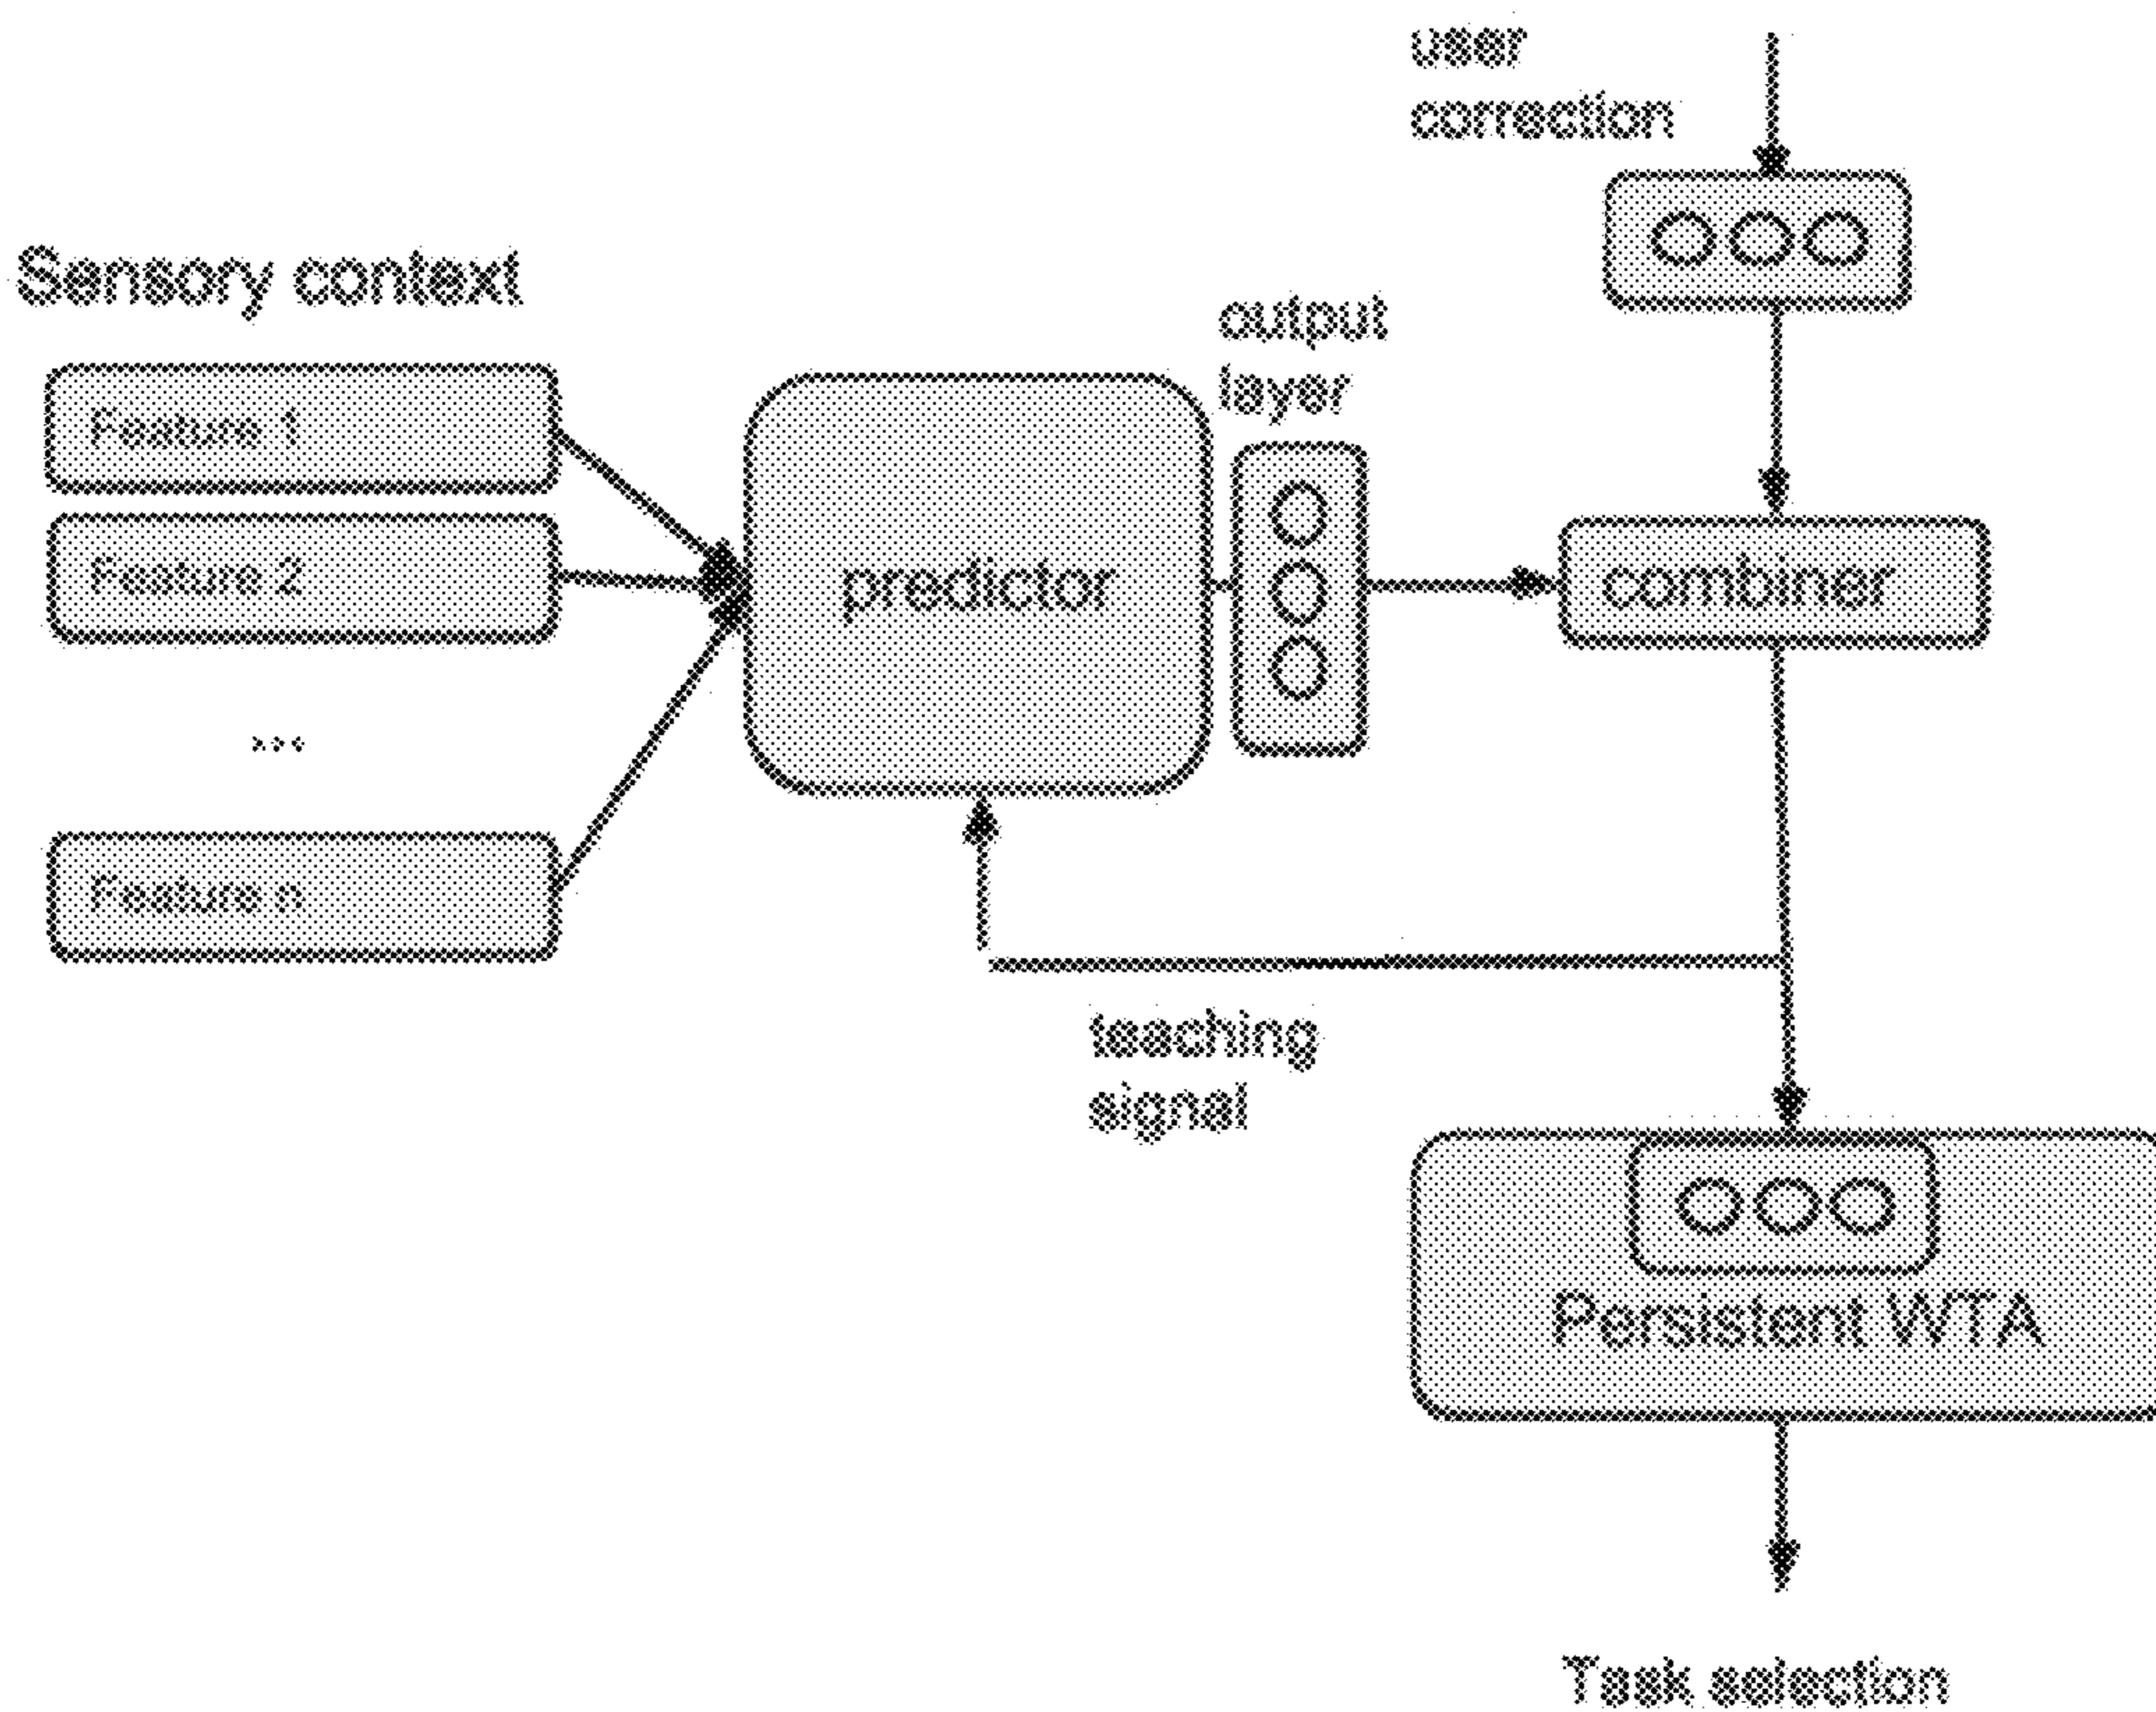 user
correction
Sensory context
output
layer
Feature 1
Feature 2
predictor
combiner
...
Feature n
teaching
signal
Persistent WTA
Task selection